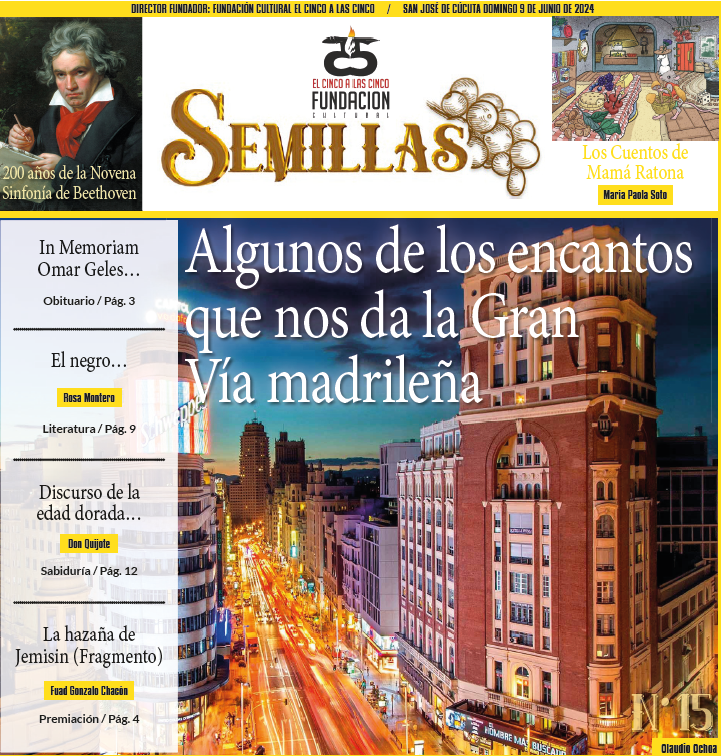 DIRECTOR FUNDADOR: FUNDACIÓN CULTURAL EL CINCO A LAS CINCO / SAN JOSÉ DE CÚCUTA DOMINGO 9 DE JUNIO DE 2024
EL CINCO A LAS CINCO
FUNDACION
CULTURAL
SEMILLAS
200 años de la Novena
Sinfonía de Beethoven
Los Cuentos de
Mamá Ratona
María Paola Soto
Algunos de los encantos
que nos da la Gran
Vía madrileña
In Memoriam
Omar Geles…
Obituario / Pág. 3
El negro…
Rosa Montero
Literatura / Pág. 9
Discurso de la
edad dorada…
Don Quijote
Sabiduría / Pág. 12
La hazaña de
Jemisin (Fragmento)
Fuad Gonzalo Chacón
Premiación / Pág. 4
Schweppes
HOMBRE MÁS BUSCADO
N°15
Claudio Ochoa